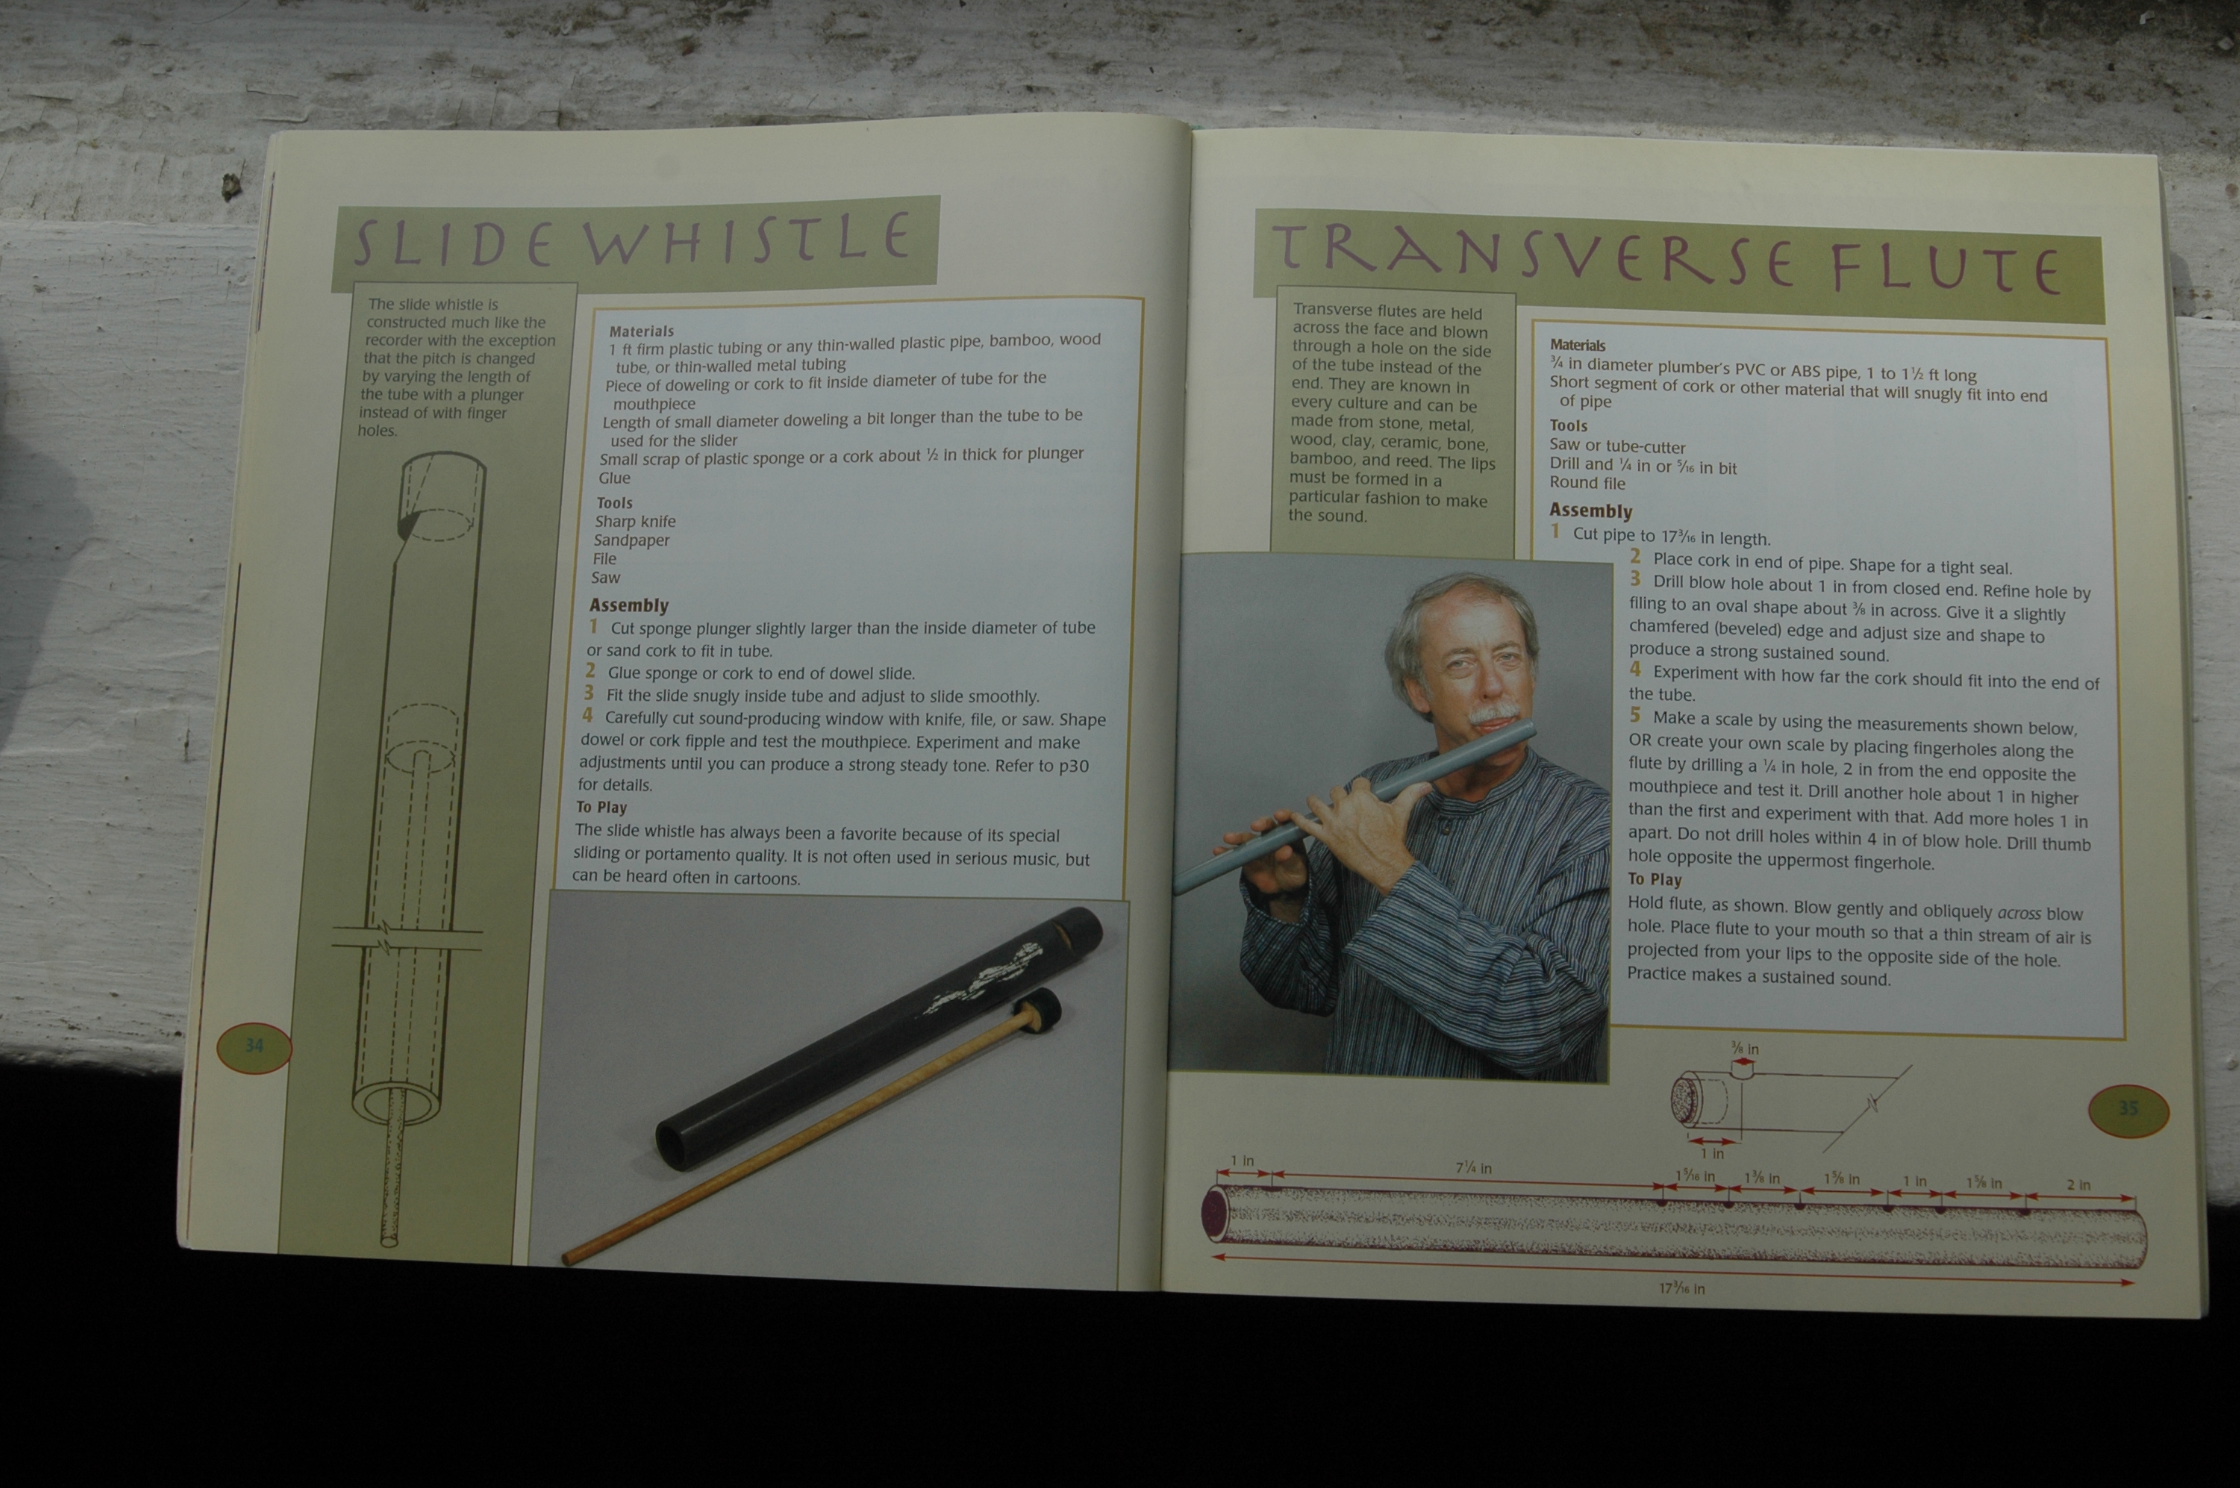 SLIDE WHISTLE
The slide whistle is
constructed much like the
recorder with the exception
that the pitch is changed
by varying the length of
the tube with a plunger
instead of with finger
holes.
Materials
1 ft firm plastic tubing or any thin-walled plastic pipe, bamboo, wood
tube, or thin-walled metal tubing
Piece of doweling or cork to fit inside diameter of tube for the
mouthpiece
Length of small diameter doweling a bit longer than the tube to be
used for the slider
Small scrap of plastic sponge or a cork about ½ in thick for plunger
Glue
Tools
Sharp knife
Sandpaper
File
Saw
Assembly
1 Cut sponge plunger slightly larger than the inside diameter of tube
or sand cork to fit in tube.
2 Glue sponge or cork to end of dowel slide.
3 Fit the slide snugly inside tube and adjust to slide smoothly.
4 Carefully cut sound-producing window with knife, file, or saw. Shape
dowel or cork fipple and test the mouthpiece. Experiment and make
adjustments until you can produce a strong steady tone. Refer to p30
for details.
To Play
The slide whistle has always been a favorite because of its special
sliding or portamento quality. It is not often used in serious music, but
can be heard often in cartoons.
34
TRANSVERSE FLUTE
Transverse flutes are held
across the face and blown
through a hole on the side
of the tube instead of the
end. They are known in
every culture and can be
made from stone, metal,
wood, clay, ceramic, bone,
bamboo, and reed. The lips
must be formed in a
particular fashion to make
the sound.
Materials
¾ in diameter plumber's PVC or ABS pipe, 1 to 1½ ft long
Short segment of cork or other material that will snugly fit into end
of pipe
Tools
Saw or tube-cutter
Drill and ¼ in or 5⁄16 in bit
Round file
Assembly
1 Cut pipe to 17 3⁄16 in length.
2 Place cork in end of pipe. Shape for a tight seal.
3 Drill blow hole about 1 in from closed end. Refine hole by
filing to an oval shape about ⅜ in across. Give it a slightly
chamfered (beveled) edge and adjust size and shape to
produce a strong sustained sound.
4 Experiment with how far the cork should fit into the end of
the tube.
5 Make a scale by using the measurements shown below,
OR create your own scale by placing fingerholes along the
flute by drilling a ¼ in hole, 2 in from the end opposite the
mouthpiece and test it. Drill another hole about 1 in higher
than the first and experiment with that. Add more holes 1 in
apart. Do not drill holes within 4 in of blow hole. Drill thumb
hole opposite the uppermost fingerhole.
To Play
Hold flute, as shown. Blow gently and obliquely across blow
hole. Place flute to your mouth so that a thin stream of air is
projected from your lips to the opposite side of the hole.
Practice makes a sustained sound.
⅜ in
1 in
35
1 in 7¼ in 1 5⁄16 in 1⅜ in 1⅝ in 1 in 1⅝ in 2 in
17 3⁄16 in